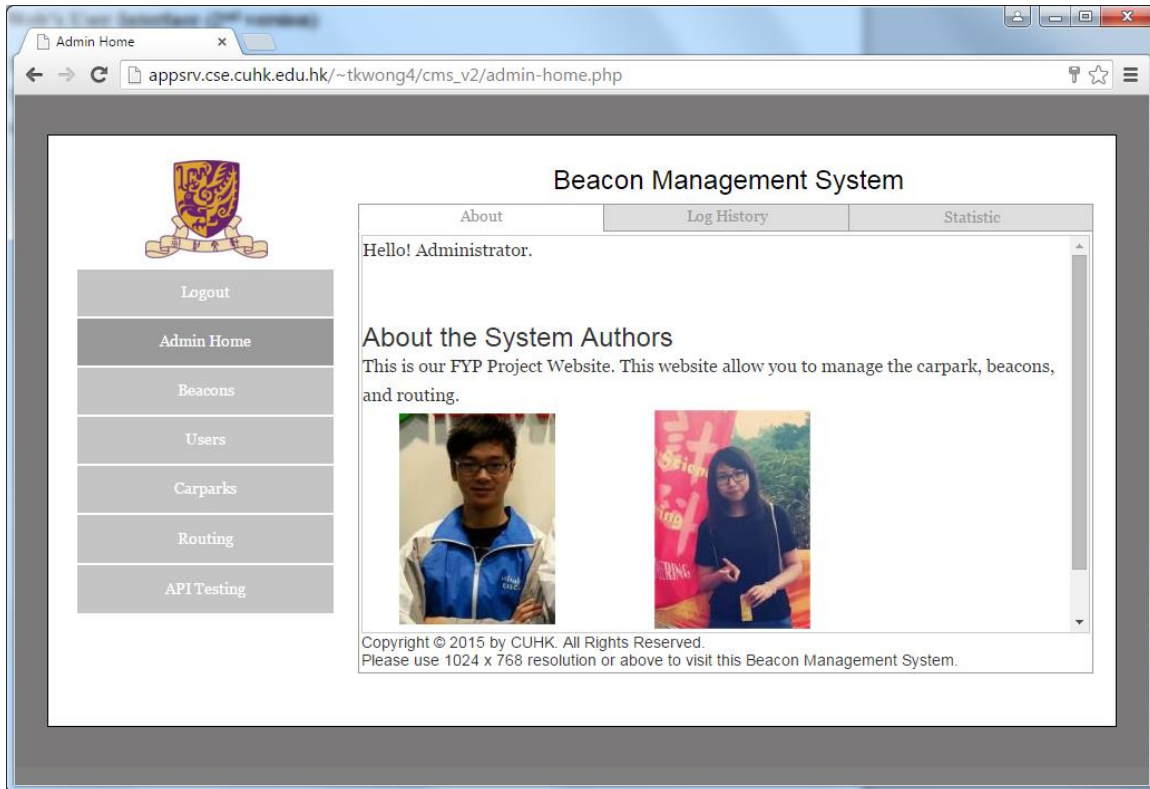 Admin Home
appsrv.cse.cuhk.edu.hk/~tkwong4/cms_v2/admin-home.php
Beacon Management System
About
Log History
Statistic
Logout
Admin Home
Beacons
Users
Carparks
Routing
API Testing
Hello! Administrator.
About the System Authors
This is our FYP Project Website. This website allow you to manage the carpark, beacons,
and routing.
計
科
Copyright © 2015 by CUHK. All Rights Reserved.
Please use 1024 x 768 resolution or above to visit this Beacon Management System.